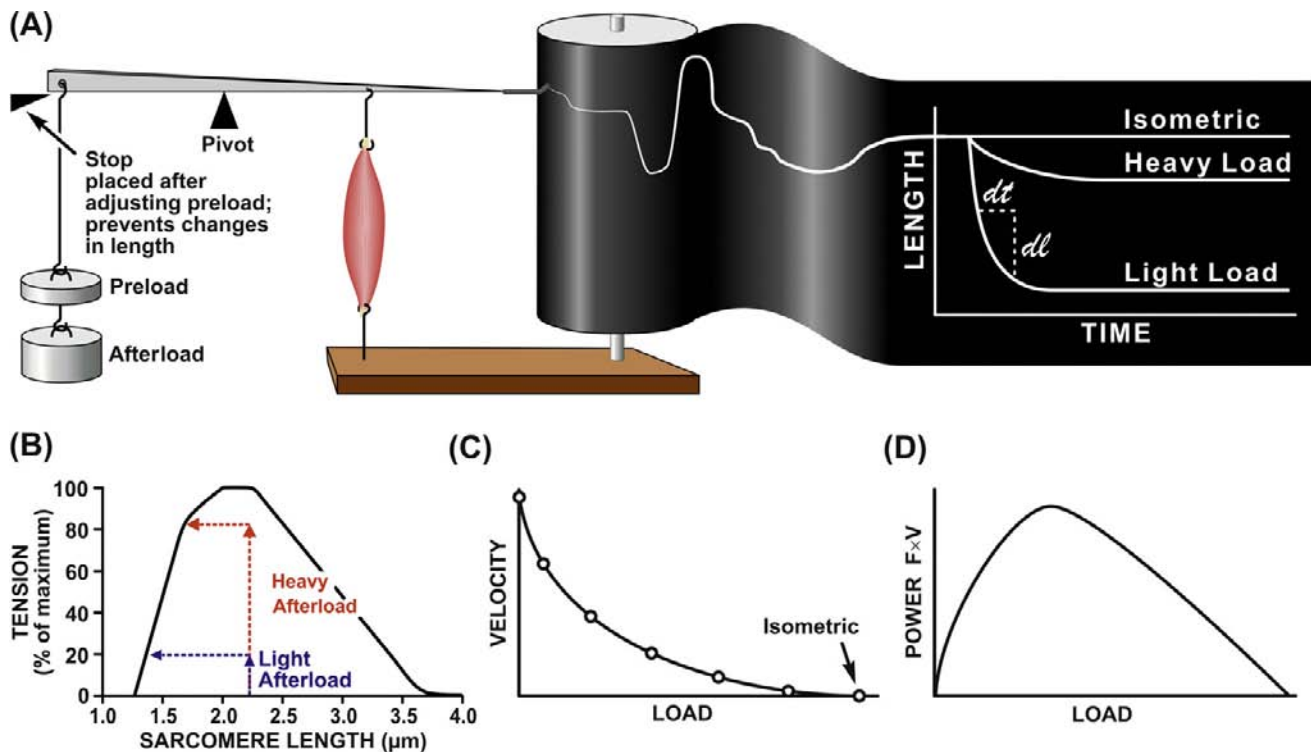 (A)
Pivot
Stop
placed after
adjusting preload;
prevents changes
in length
Preload
Afterload
LENGTH
TIME
Isometric
Heavy Load
dt
dl
Light Load
(B)
TENSION
(% of maximum)
100
80
60
40
20
0
1.0 1.5 2.0 2.5 3.0 3.5 4.0
SARCOMERE LENGTH (µm)
Heavy
Afterload
Light
Afterload
(C)
VELOCITY
Isometric
LOAD
(D)
POWER F×V
LOAD